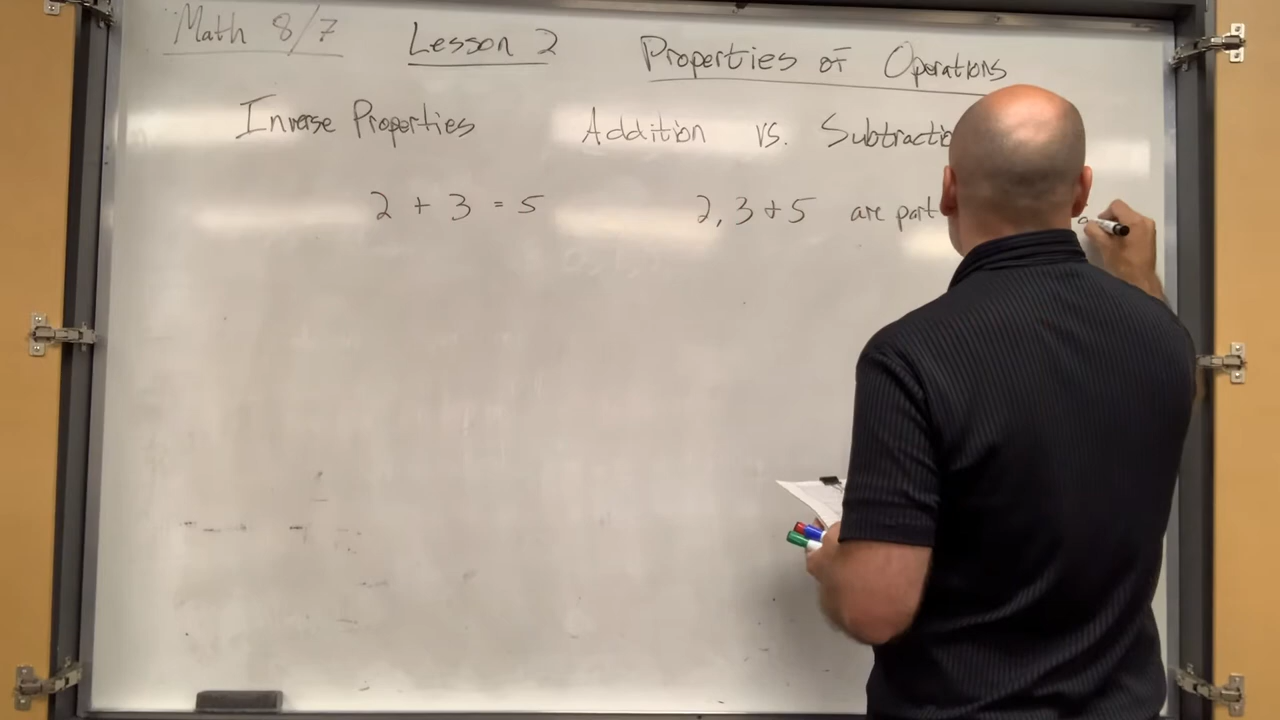 Math 8/7 Lesson 2 Properties of Operations
Inverse Properties Addition vs. Subtractio
2 + 3 = 5 2, 3 + 5 are part